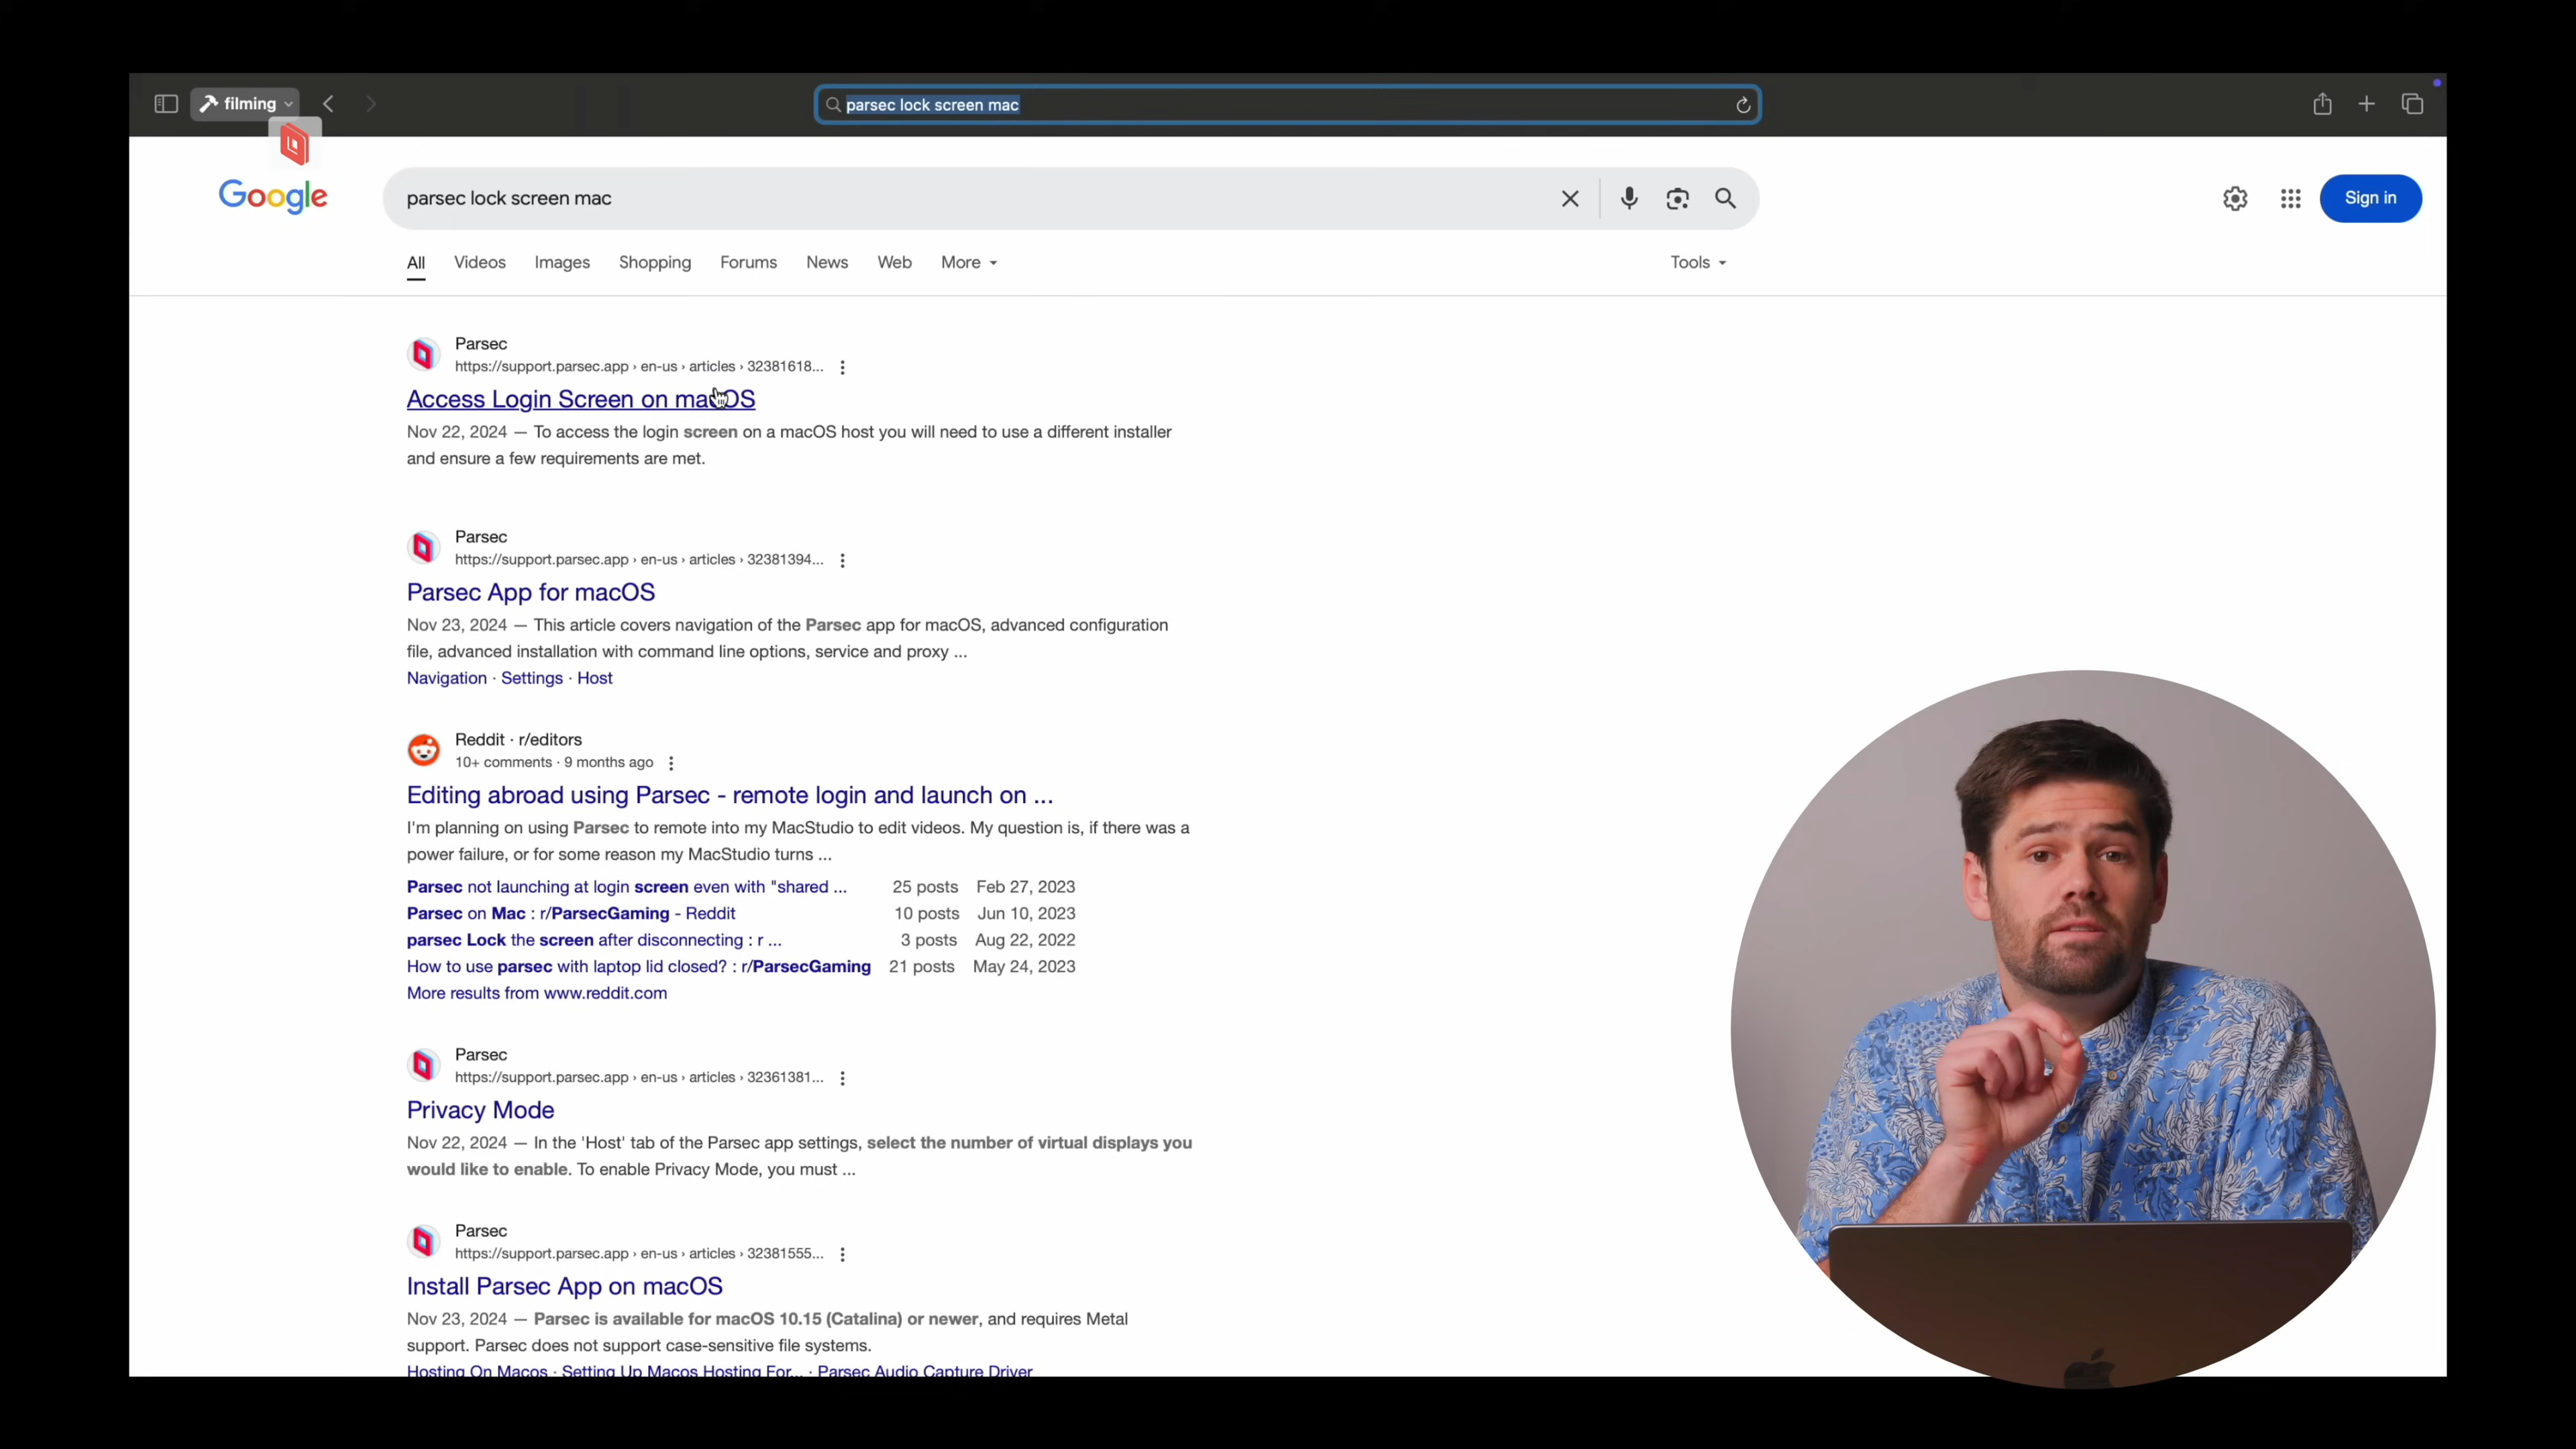 filming
parsec lock screen mac
Google
parsec lock screen mac
Sign in
All Videos Images Shopping Forums News Web More Tools
Parsec
https://support.parsec.app › en-us › articles › 32381618...
Access Login Screen on macOS
Nov 22, 2024 — To access the login screen on a macOS host you will need to use a different installer
and ensure a few requirements are met.
Parsec
https://support.parsec.app › en-us › articles › 32381394...
Parsec App for macOS
Nov 23, 2024 — This article covers navigation of the Parsec app for macOS, advanced configuration
file, advanced installation with command line options, service and proxy ...
Navigation · Settings · Host
Reddit · r/editors
10+ comments · 9 months ago
Editing abroad using Parsec - remote login and launch on ...
I'm planning on using Parsec to remote into my MacStudio to edit videos. My question is, if there was a
power failure, or for some reason my MacStudio turns ...
Parsec not launching at login screen even with "shared ... 25 posts Feb 27, 2023
Parsec on Mac : r/ParsecGaming - Reddit 10 posts Jun 10, 2023
parsec Lock the screen after disconnecting : r ... 3 posts Aug 22, 2022
How to use parsec with laptop lid closed? : r/ParsecGaming 21 posts May 24, 2023
More results from www.reddit.com
Parsec
https://support.parsec.app › en-us › articles › 32361381...
Privacy Mode
Nov 22, 2024 — In the 'Host' tab of the Parsec app settings, select the number of virtual displays you
would like to enable. To enable Privacy Mode, you must ...
Parsec
https://support.parsec.app › en-us › articles › 32381555...
Install Parsec App on macOS
Nov 23, 2024 — Parsec is available for macOS 10.15 (Catalina) or newer, and requires Metal
support. Parsec does not support case-sensitive file systems.
Hosting On Macos · Setting Up Macos Hosting For... · Parsec Audio Capture Driver